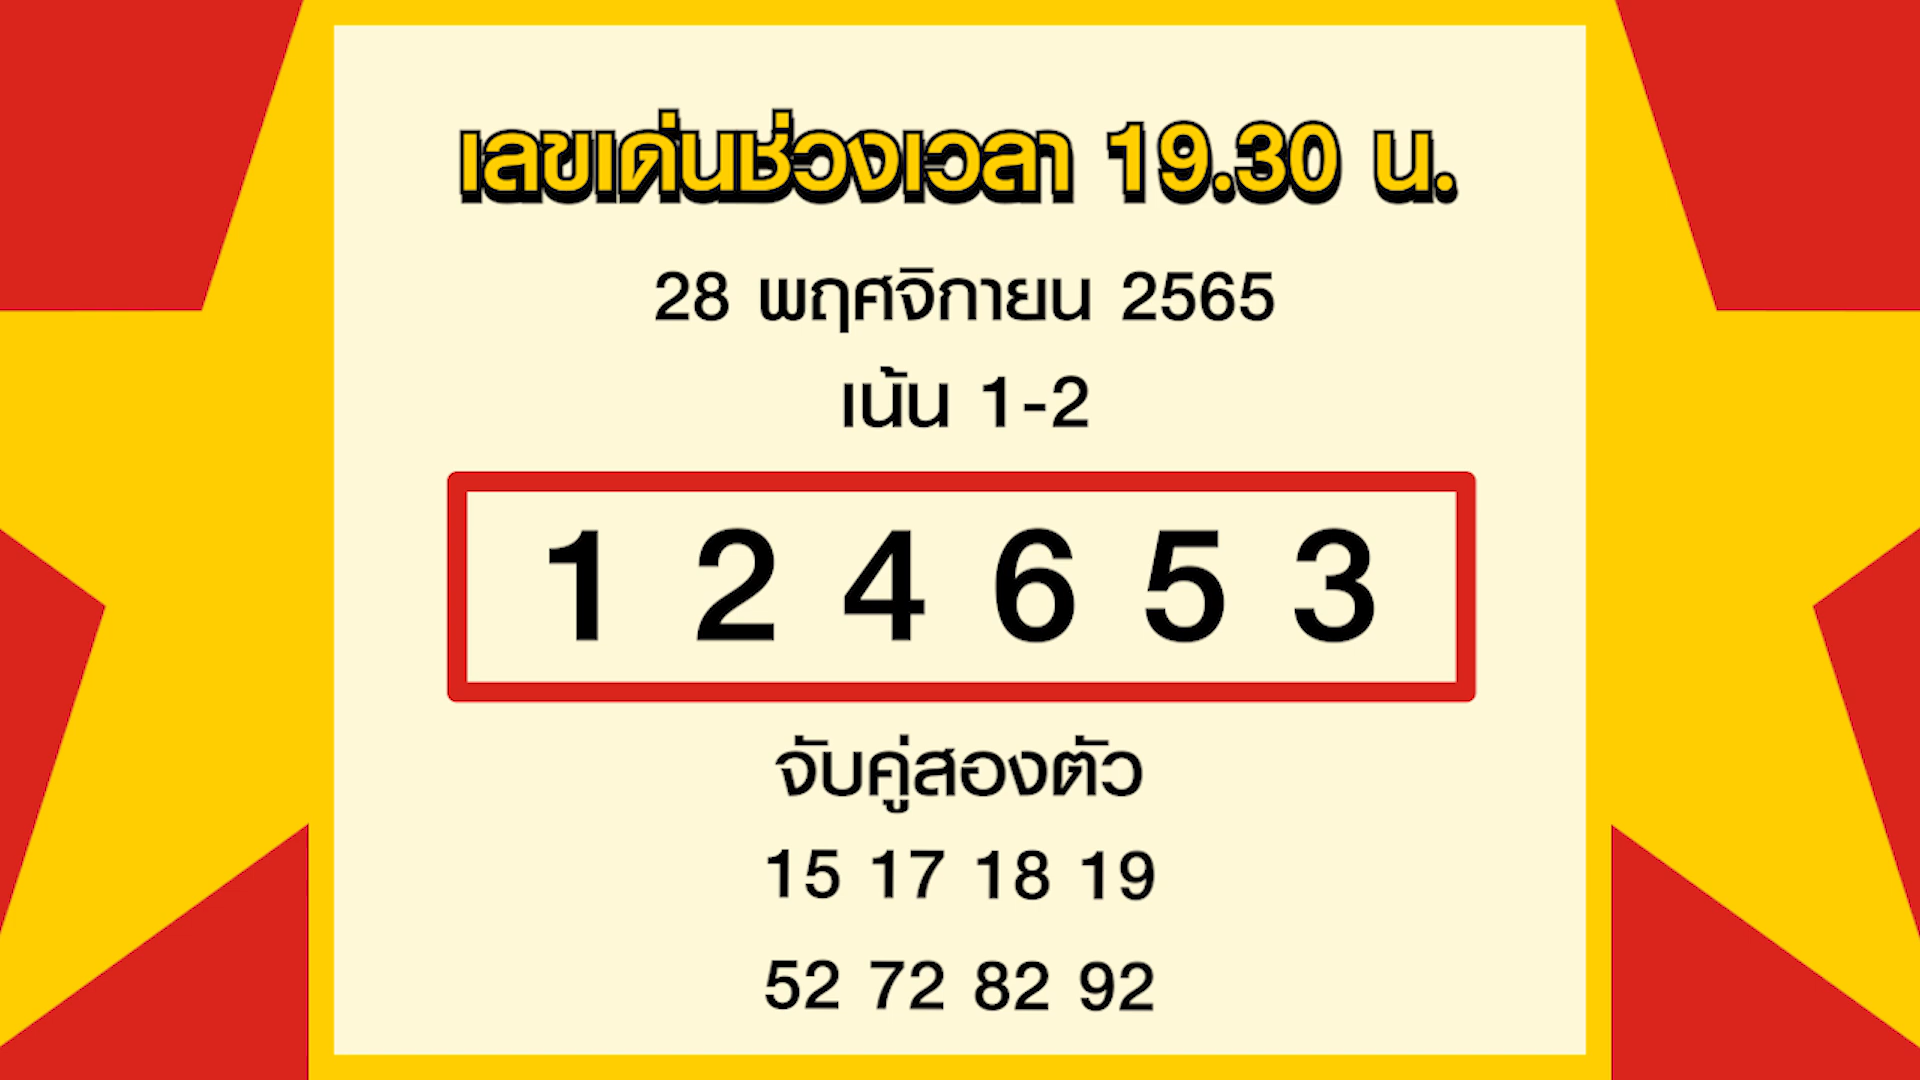 เลขเด่นช่วงเวลา 19.30 น.
28 พฤศจิกายน 2565
เน้น 1-2
1 2 4 6 5 3
จับคู่สองตัว
15 17 18 19
52 72 82 92